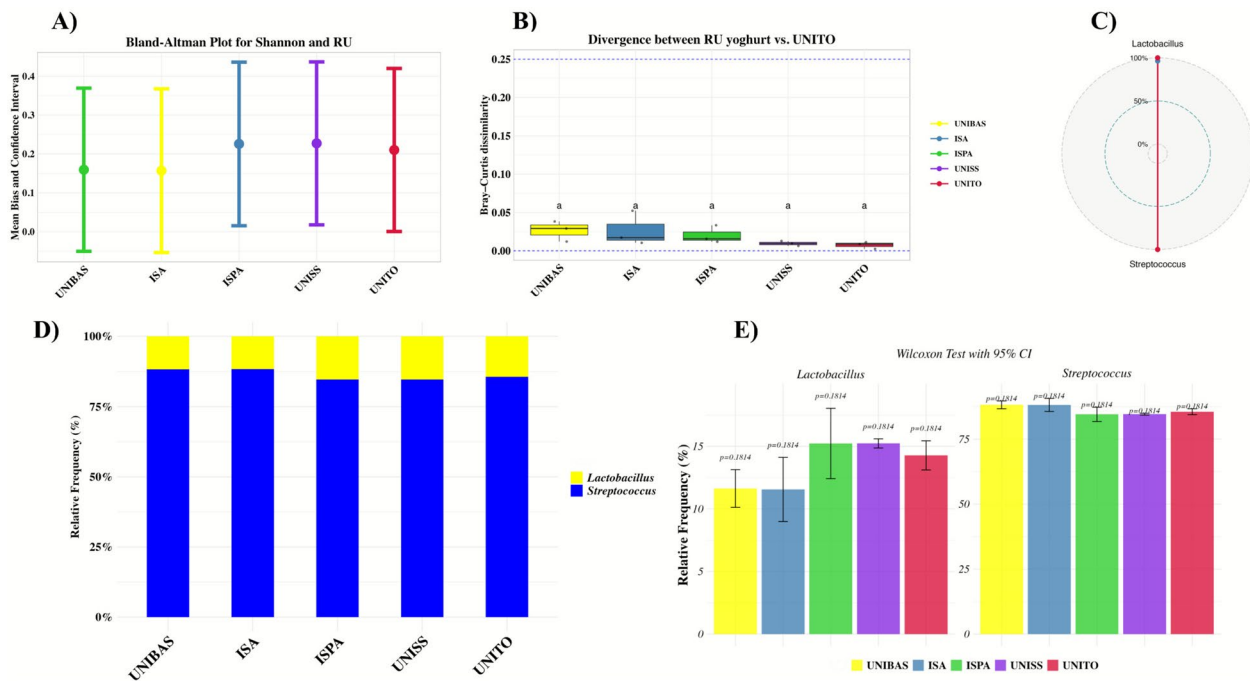 A)
Bland-Altman Plot for Shannon and RU
Mean Bias and Confidence Interval
0.4
0.3
0.2
0.1
0.0
UNIBAS
ISA
ISPA
UNISS
UNITO
B)
Divergence between RU yoghurt vs. UNITO
Bray–Curtis dissimilarity
0.25
0.20
0.15
0.10
0.05
0.00
a
a
a
a
a
UNIBAS
ISA
ISPA
UNISS
UNITO
UNIBAS
ISA
ISPA
UNISS
UNITO
C)
Lactobacillus
100%
50%
0%
Streptococcus
D)
Relative Frequency (%)
100%
75%
50%
25%
0%
UNIBAS
ISA
ISPA
UNISS
UNITO
Lactobacillus
Streptococcus
E)
Wilcoxon Test with 95% CI
Lactobacillus
Streptococcus
Relative Frequency (%)
15
10
5
0
p=0.1814
p=0.1814
p=0.1814
p=0.1814
p=0.1814
75
50
25
0
p=0.1814
p=0.1814
p=0.1814
p=0.1814
p=0.1814
UNIBAS
ISA
ISPA
UNISS
UNITO